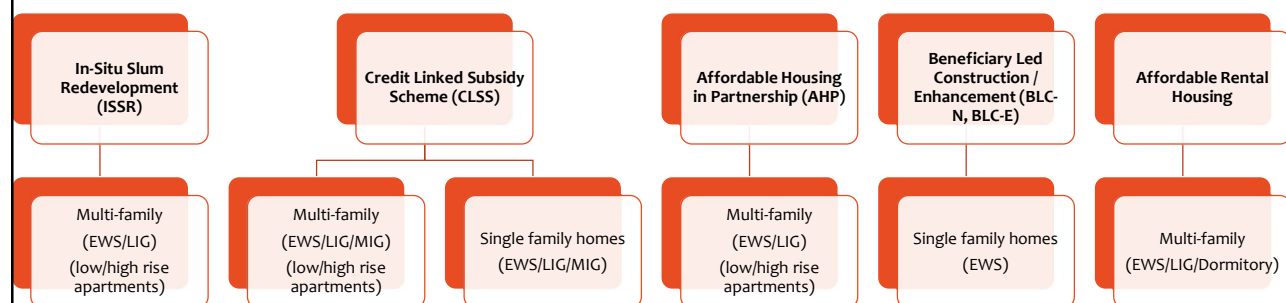 In-Situ Slum
Redevelopment
(ISSR)
Credit Linked Subsidy
Scheme (CLSS)
Affordable Housing
in Partnership (AHP)
Beneficiary Led
Construction /
Enhancement (BLC-
N, BLC-E)
Affordable Rental
Housing
Multi-family
(EWS/LIG)
(low/high rise
apartments)
Multi-family
(EWS/LIG/MIG)
(low/high rise
apartments)
Single family homes
(EWS/LIG/MIG)
Multi-family
(EWS/LIG)
(low/high rise
apartments)
Single family homes
(EWS)
Multi-family
(EWS/LIG/Dormitory)